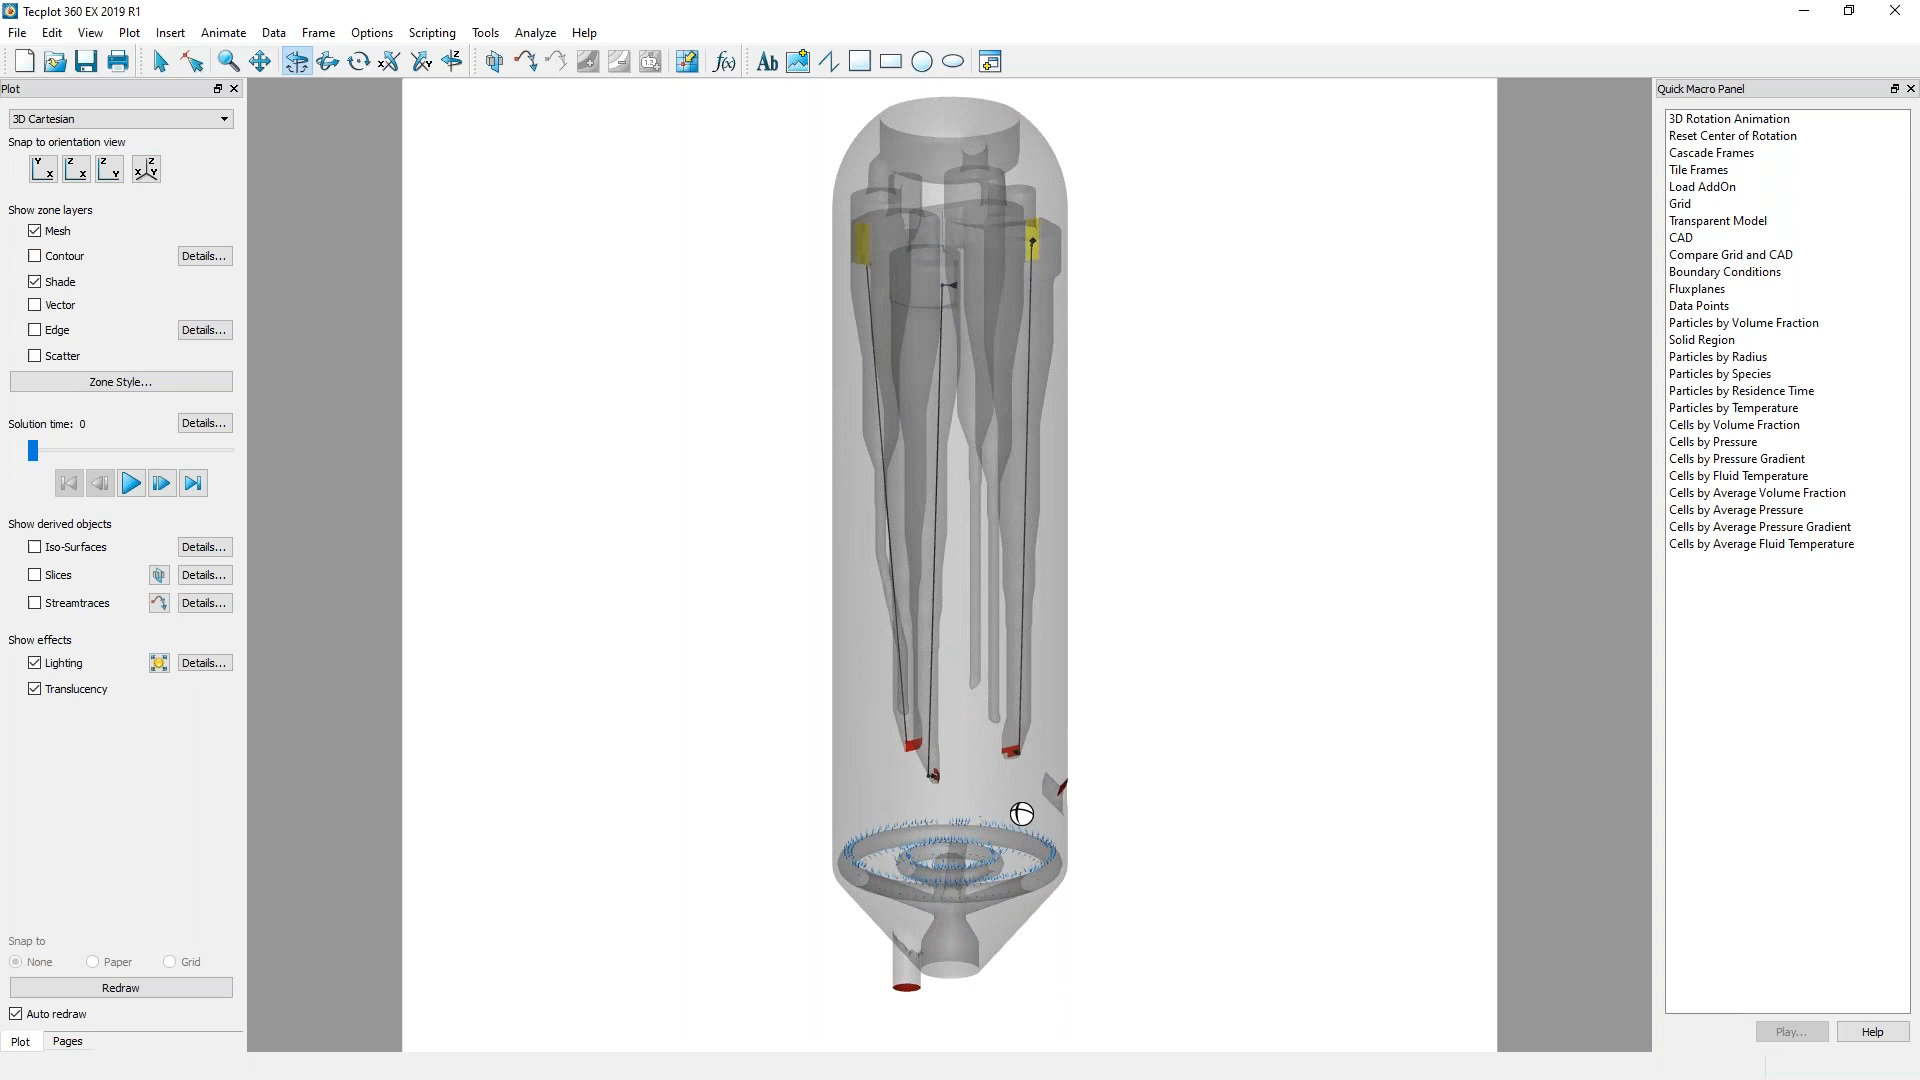 Tecplot 360 EX 2019 R1
File Edit View Plot Insert Animate Data Frame Options Scripting Tools Analyze Help
Plot
3D Cartesian
Snap to orientation view
Show zone layers
Mesh
Contour Details...
Shade
Vector
Edge Details...
Scatter
Zone Style...
Solution time: 0 Details...
Show derived objects
Iso-Surfaces Details...
Slices Details...
Streamtraces Details...
Show effects
Lighting Details...
Translucency
Snap to
None Paper Grid
Redraw
Auto redraw
Plot Pages
Quick Macro Panel
3D Rotation Animation
Reset Center of Rotation
Cascade Frames
Tile Frames
Load AddOn
Grid
Transparent Model
CAD
Compare Grid and CAD
Boundary Conditions
Fluxplanes
Data Points
Particles by Volume Fraction
Solid Region
Particles by Radius
Particles by Species
Particles by Residence Time
Particles by Temperature
Cells by Volume Fraction
Cells by Pressure
Cells by Pressure Gradient
Cells by Fluid Temperature
Cells by Average Volume Fraction
Cells by Average Pressure
Cells by Average Pressure Gradient
Cells by Average Fluid Temperature
Play... Help